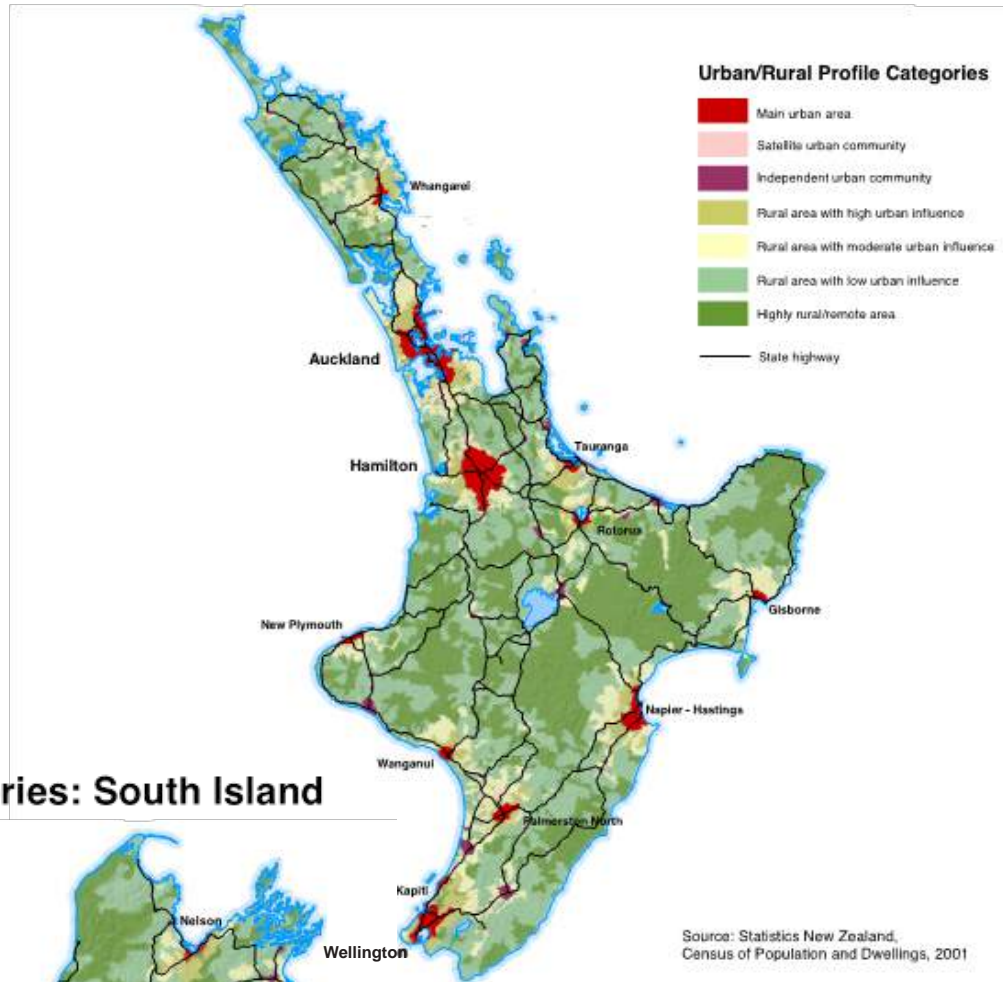 Urban/Rural Profile Categories
Main urban area
Satellite urban community
Independent urban community
Rural area with high urban influence
Rural area with moderate urban influence
Rural area with low urban influence
Highly rural/remote area
State highway
Whangarei
Auckland
Hamilton
Tauranga
Rotorua
Gisborne
New Plymouth
Napier - Hastings
Wanganui
ries: South Island
Palmerston North
Kapiti
Nelson
Wellington
Source: Statistics New Zealand,
Census of Population and Dwellings, 2001